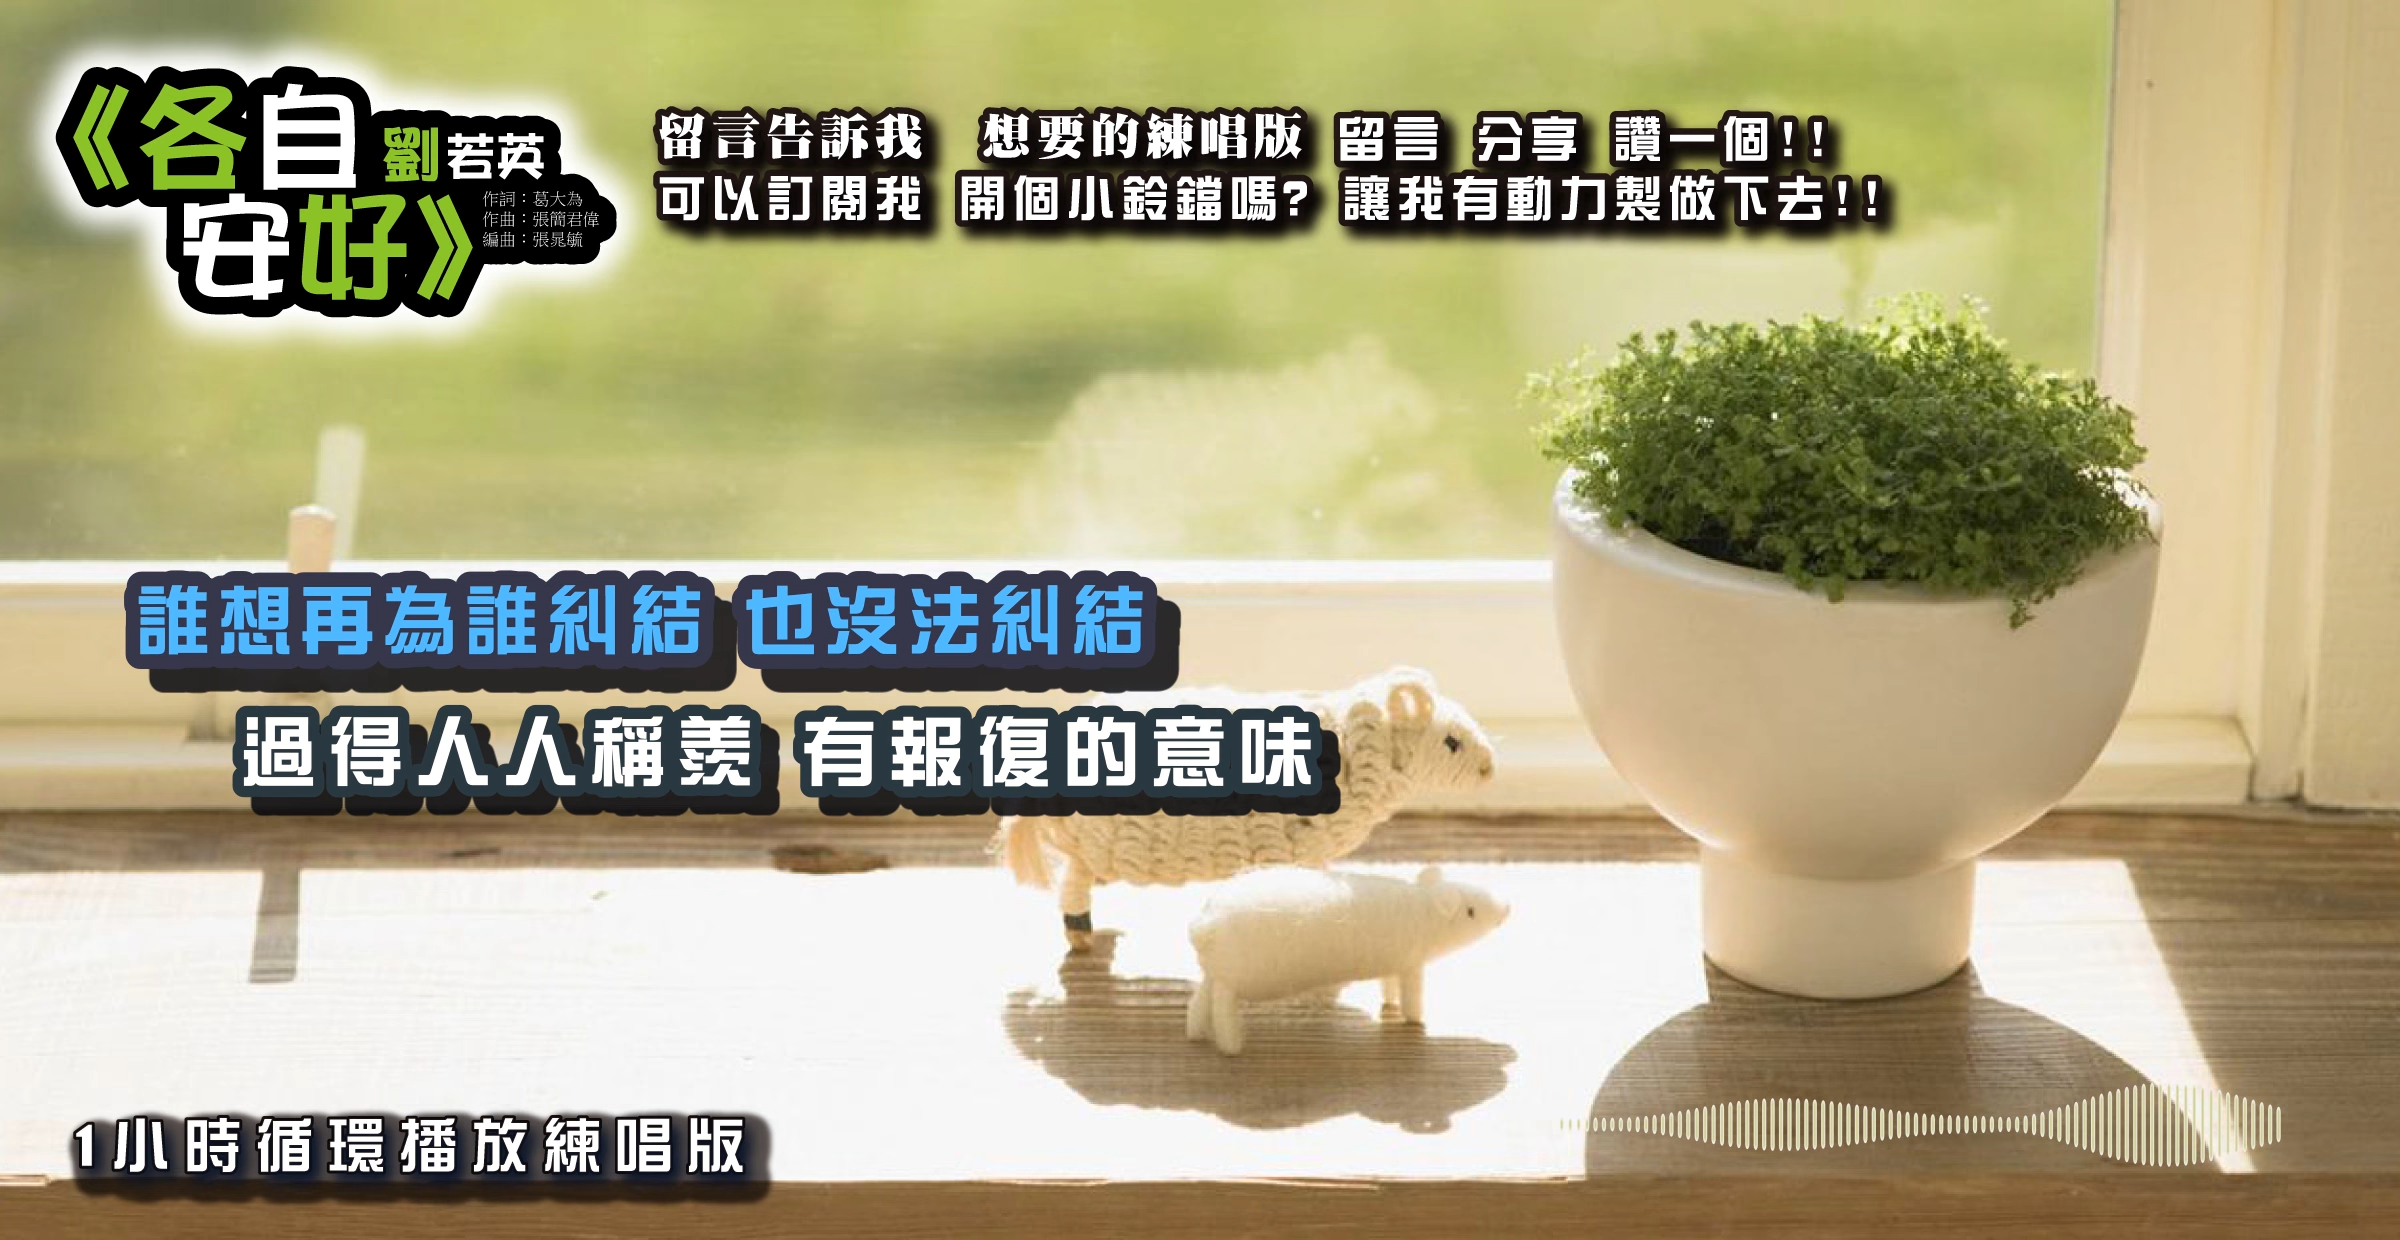 《各自
安好》
劉若英
作詞：葛大為
作曲：張簡君偉
編曲：張晁毓
留言告訴我 想要的練唱版 留言 分享 讚一個!!
可以訂閱我 開個小鈴鐺嗎? 讓我有動力製做下去!!
誰想再為誰糾結 也沒法糾結
過得人人稱羨 有報復的意味
1小時循環播放練唱版